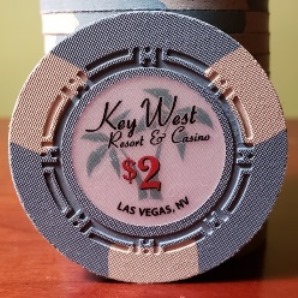 Key West
Resort & Casino
$2
LAS VEGAS, NV